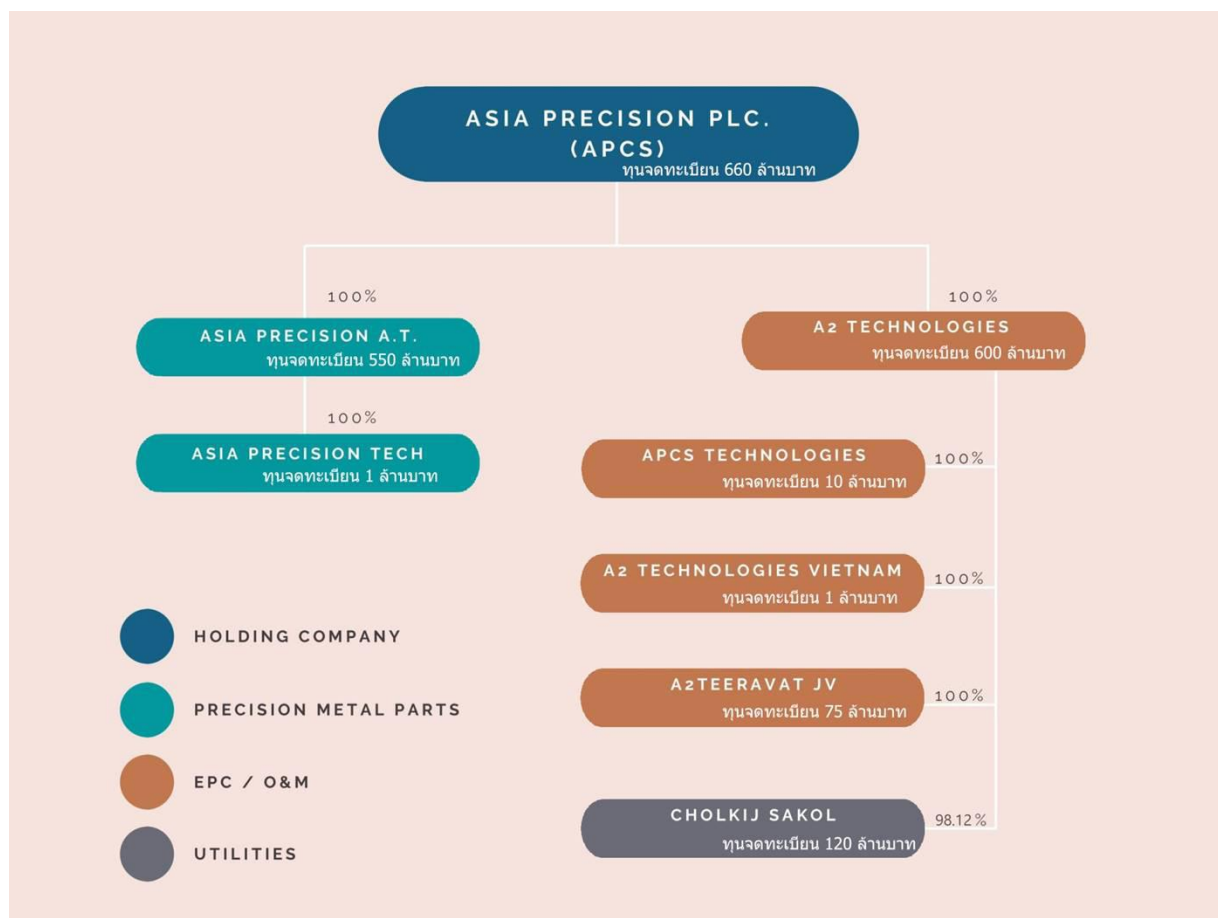 ASIA PRECISION PLC.
(APCS)
ทุนจดทะเบียน 660 ล้านบาท
100%
100%
ASIA PRECISION A.T.
ทุนจดทะเบียน 550 ล้านบาท
A2 TECHNOLOGIES
ทุนจดทะเบียน 600 ล้านบาท
100%
ASIA PRECISION TECH
ทุนจดทะเบียน 1 ล้านบาท
APCS TECHNOLOGIES
ทุนจดทะเบียน 10 ล้านบาท
100%
A2 TECHNOLOGIES VIETNAM
ทุนจดทะเบียน 1 ล้านบาท
100%
A2TEERAVAT JV
ทุนจดทะเบียน 75 ล้านบาท
100%
CHOLKIJ SAKOL
ทุนจดทะเบียน 120 ล้านบาท
98.12%
HOLDING COMPANY
PRECISION METAL PARTS
EPC / O&M
UTILITIES